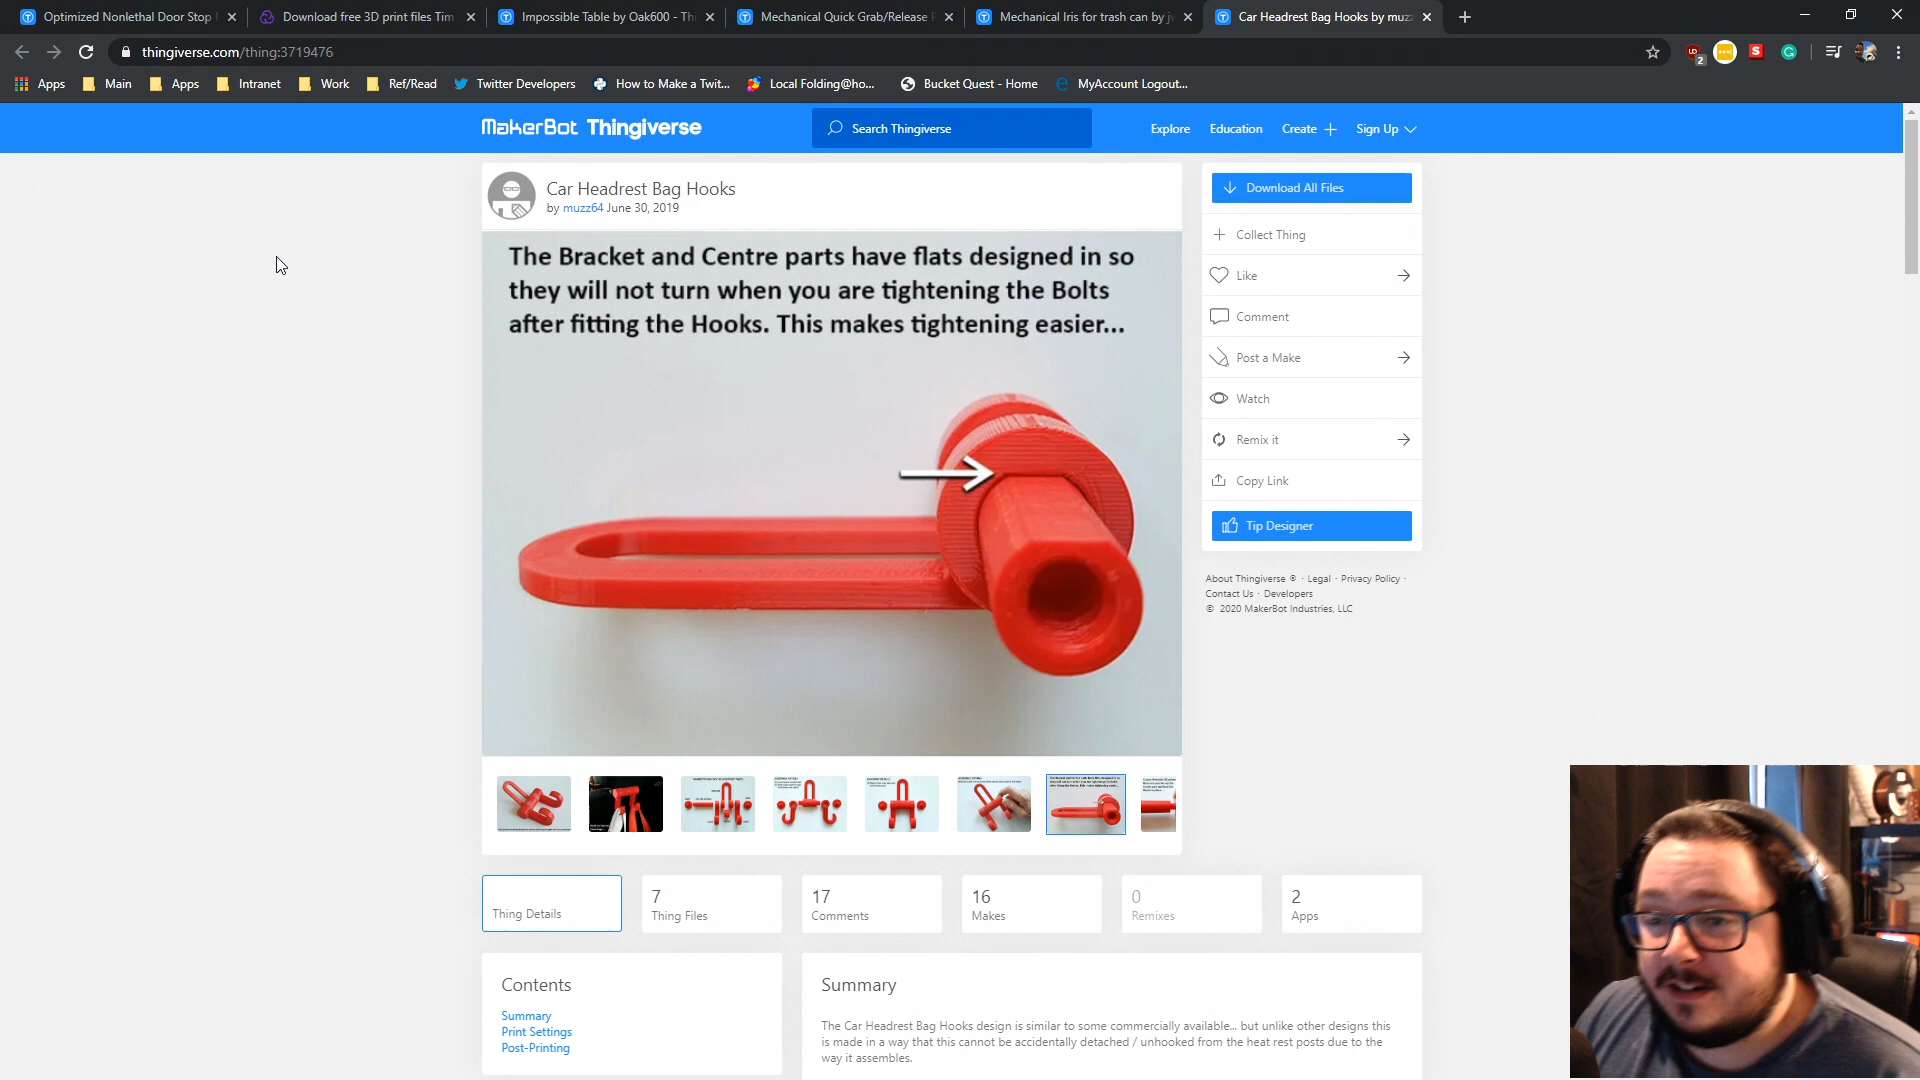 Optimized Nonlethal Door Stop
Download free 3D print files Tim
Impossible Table by Oak600 - Thi
Mechanical Quick Grab/Release
Mechanical Iris for trash can by
Car Headrest Bag Hooks by muz
thingiverse.com/thing:3719476
Apps
Main
Apps
Intranet
Work
Ref/Read
Twitter Developers
How to Make a Twit...
Local Folding@ho...
Bucket Quest - Home
MyAccount Logout...
MakerBot Thingiverse
Search Thingiverse
Explore
Education
Create
Sign Up
Car Headrest Bag Hooks
by muzz64 June 30, 2019
The Bracket and Centre parts have flats designed in so
they will not turn when you are tightening the Bolts
after fitting the Hooks. This makes tightening easier...
Download All Files
Collect Thing
Like
Comment
Post a Make
Watch
Remix it
Copy Link
Tip Designer
About Thingiverse ® · Legal · Privacy Policy ·
Contact Us · Developers
© 2020 MakerBot Industries, LLC
Thing Details
7
Thing Files
17
Comments
16
Makes
0
Remixes
2
Apps
Contents
Summary
Print Settings
Post-Printing
Summary
The Car Headrest Bag Hooks design is similar to some commercially available... but unlike other designs this
is made in a way that this cannot be accidentally detached / unhooked from the heat rest posts due to the
way it assembles.